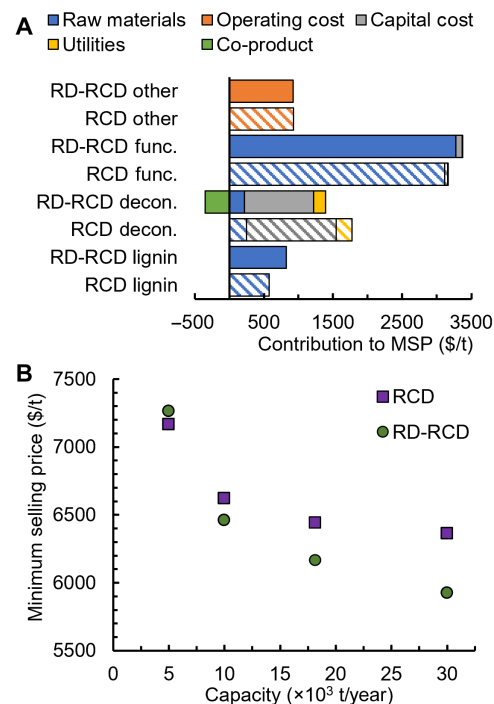 A
Raw materials Operating cost Capital cost
Utilities Co-product
RD-RCD other
RCD other
RD-RCD func.
RCD func.
RD-RCD decon.
RCD decon.
RD-RCD lignin
RCD lignin
–500 500 1500 2500 3500
Contribution to MSP ($/t)
B
Minimum selling price ($/t)
7500
7000
6500
6000
5500
RCD
RD-RCD
0 5 10 15 20 25 30
Capacity (×10³ t/year)